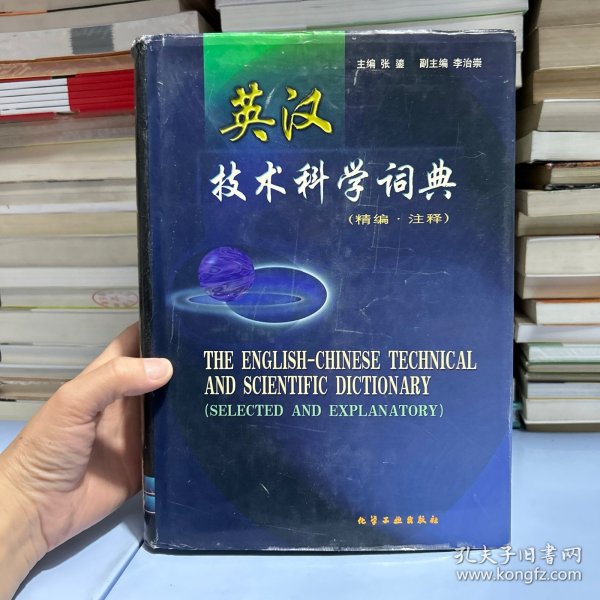 主编 张 鎏 副主编 李治崇
英汉
技术科学词典
(精编·注释)
THE ENGLISH-CHINESE TECHNICAL
AND SCIENTIFIC DICTIONARY
(SELECTED AND EXPLANATORY)
化学工业出版社
孔夫子旧书网
www.kongfz.com